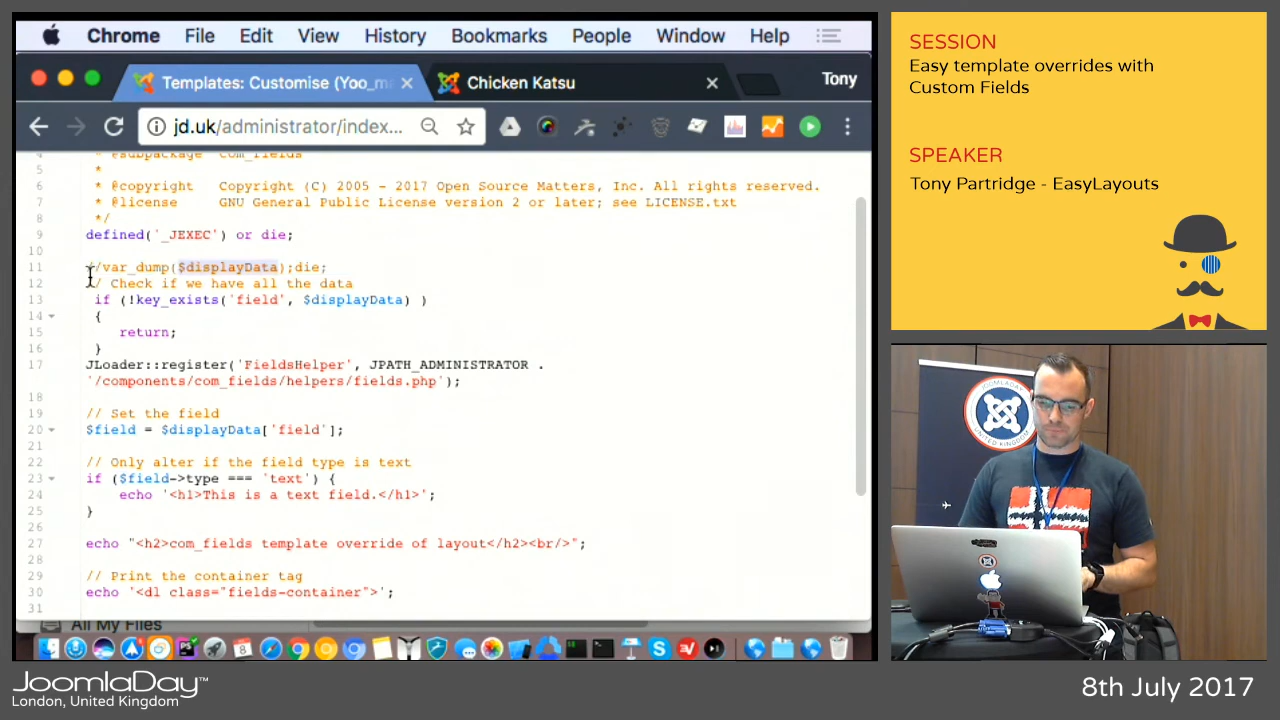 Chrome File Edit View History Bookmarks People Window Help
Templates: Customise (Yoo_m
Chicken Katsu
Tony
jd.uk/administrator/index...
4 * @subpackage com_fields
5 *
6 * @copyright Copyright (C) 2005 - 2017 Open Source Matters, Inc. All rights reserved.
7 * @license GNU General Public License version 2 or later; see LICENSE.txt
8 */
9 defined('_JEXEC') or die;
10
11 //var_dump($displayData);die;
12 // Check if we have all the data
13 if (!key_exists('field', $displayData) )
14 {
15 return;
16 }
17 JLoader::register('FieldsHelper', JPATH_ADMINISTRATOR .
'/components/com_fields/helpers/fields.php');
18
19 // Set the field
20 $field = $displayData['field'];
21
22 // Only alter if the field type is text
23 if ($field->type === 'text') {
24 echo '<h1>This is a text field.</h1>';
25 }
26
27 echo "<h2>com_fields template override of layout</h2><br/>";
28
29 // Print the container tag
30 echo '<dl class="fields-container">';
31
All My Files
SESSION
Easy template overrides with
Custom Fields
SPEAKER
Tony Partridge - EasyLayouts
JOOMLADAY
UNITED KINGDOM
JoomlaDay™
London, United Kingdom
8th July 2017